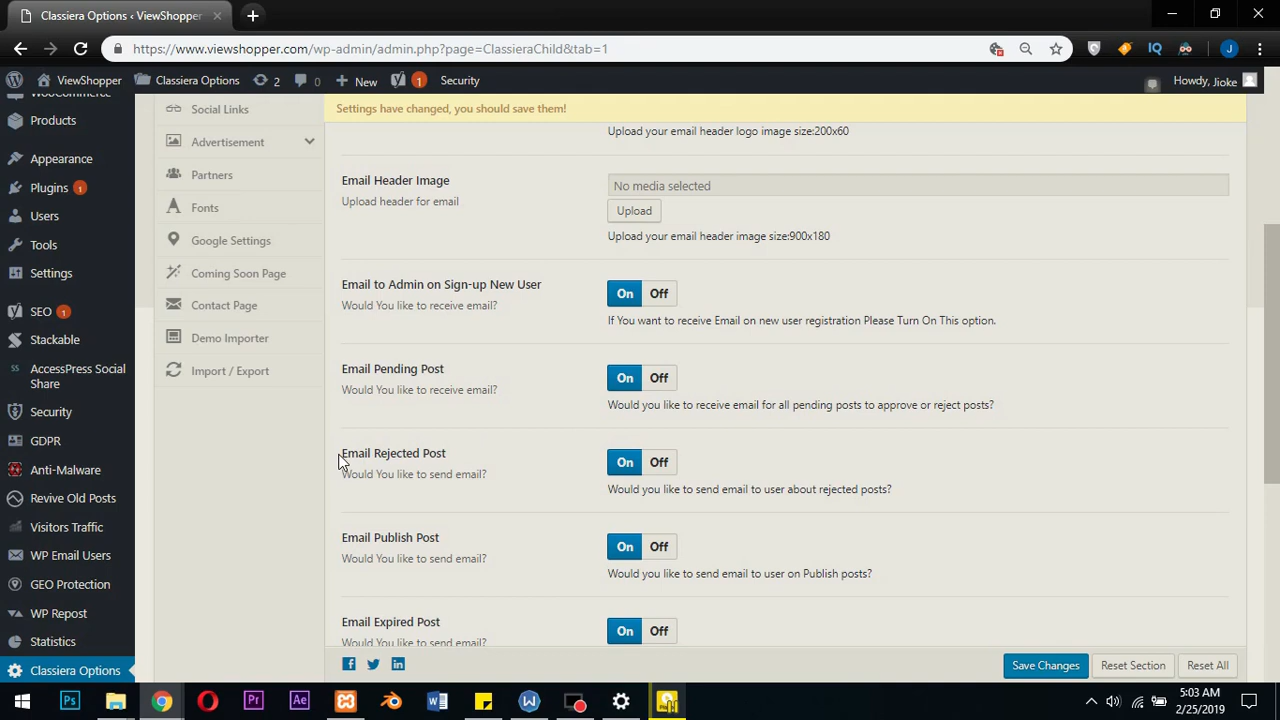 Classiera Options ‹ ViewShopper
https://www.viewshopper.com/wp-admin/admin.php?page=ClassieraChild&tab=1
IQ
J
ViewShopper
Classiera Options
2
0
New
1
Security
Howdy, Jioke
Products
Appearance
Plugins 1
Users
Tools
Settings
SEO 1
Stackable
AccessPress Social
Share
Security
GDPR
Anti-Malware
Revive Old Posts
Visitors Traffic
WP Email Users
GEO Protection
WP Repost
Statistics
Classiera Options
Social Links
Advertisement
Partners
Fonts
Google Settings
Coming Soon Page
Contact Page
Demo Importer
Import / Export
Settings have changed, you should save them!
Upload your email header logo image size:200x60
Email Header Image
Upload header for email
No media selected
Upload
Upload your email header image size:900x180
Email to Admin on Sign-up New User
Would You like to receive email?
On Off
If You want to receive Email on new user registration Please Turn On This option.
Email Pending Post
Would You like to receive email?
On Off
Would you like to receive email for all pending posts to approve or reject posts?
Email Rejected Post
Would You like to send email?
On Off
Would you like to send email to user about rejected posts?
Email Publish Post
Would You like to send email?
On Off
Would you like to send email to user on Publish posts?
Email Expired Post
Would You like to send email?
On Off
Save Changes
Reset Section
Reset All
Ps
Pr
Ae
5:03 AM
2/25/2019